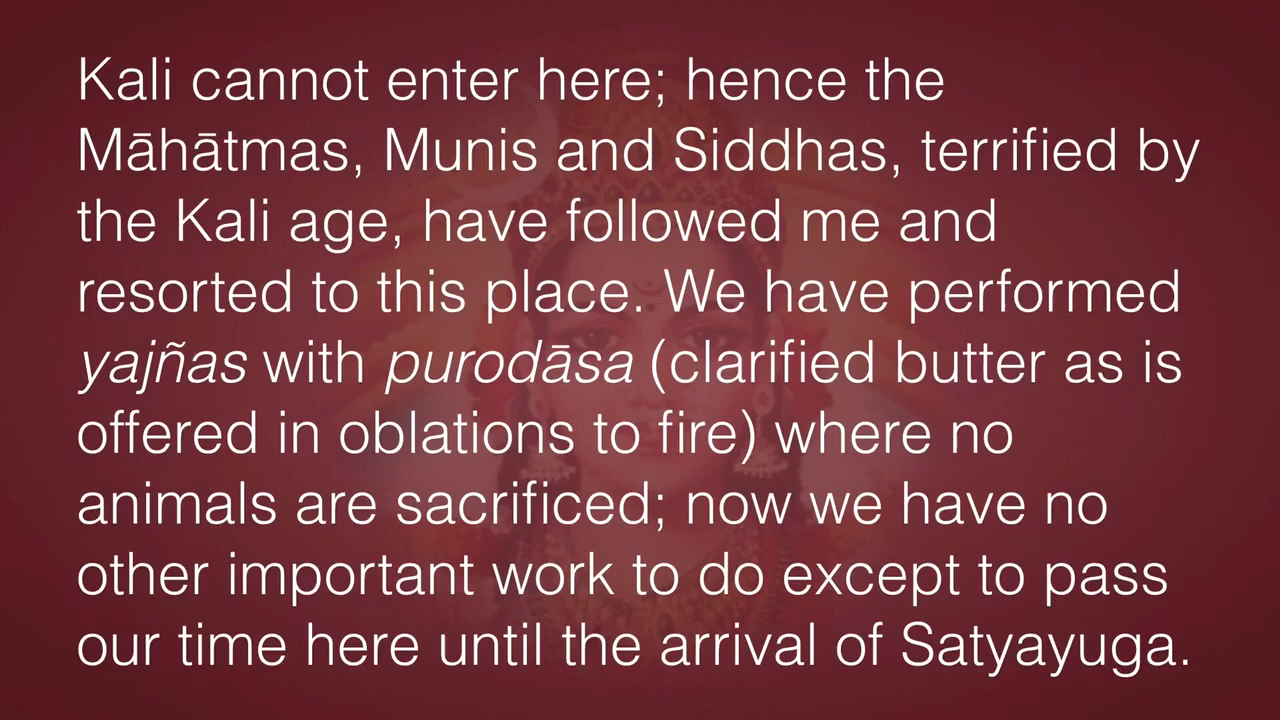 Kali cannot enter here; hence the
Māhātmas, Munis and Siddhas, terrified by
the Kali age, have followed me and
resorted to this place. We have performed
yajñas with purodāsa (clarified butter as is
offered in oblations to fire) where no
animals are sacrificed; now we have no
other important work to do except to pass
our time here until the arrival of Satyayuga.